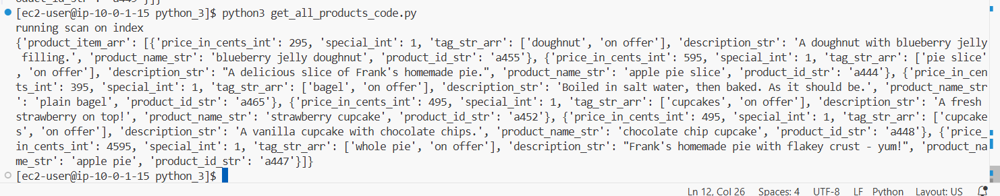 [ec2-user@ip-10-0-1-15 python_3]$ python3 get_all_products_code.py
running scan on index
{'product_item_arr': [{'price_in_cents_int': 295, 'special_int': 1, 'tag_str_arr': ['doughnut', 'on offer'], 'description_str': 'A doughnut with blueberry jelly
 filling.', 'product_name_str': 'blueberry jelly doughnut', 'product_id_str': 'a455'}, {'price_in_cents_int': 595, 'special_int': 1, 'tag_str_arr': ['pie slice'
, 'on offer'], 'description_str': "A delicious slice of Frank's homemade pie.", 'product_name_str': 'apple pie slice', 'product_id_str': 'a444'}, {'price_in_cen
ts_int': 395, 'special_int': 1, 'tag_str_arr': ['bagel', 'on offer'], 'description_str': 'Boiled in salt water, then baked. As it should be.', 'product_name_str
': 'plain bagel', 'product_id_str': 'a465'}, {'price_in_cents_int': 495, 'special_int': 1, 'tag_str_arr': ['cupcakes', 'on offer'], 'description_str': 'A fresh
strawberry on top!', 'product_name_str': 'strawberry cupcake', 'product_id_str': 'a452'}, {'price_in_cents_int': 495, 'special_int': 1, 'tag_str_arr': ['cupcake
s', 'on offer'], 'description_str': 'A vanilla cupcake with chocolate chips.', 'product_name_str': 'chocolate chip cupcake', 'product_id_str': 'a448'}, {'price_
in_cents_int': 4595, 'special_int': 1, 'tag_str_arr': ['whole pie', 'on offer'], 'description_str': "Frank's homemade pie with flakey crust - yum!", 'product_na
me_str': 'apple pie', 'product_id_str': 'a447'}]}
[ec2-user@ip-10-0-1-15 python_3]$
Ln 12, Col 26 Spaces: 4 UTF-8 LF Python Layout: US